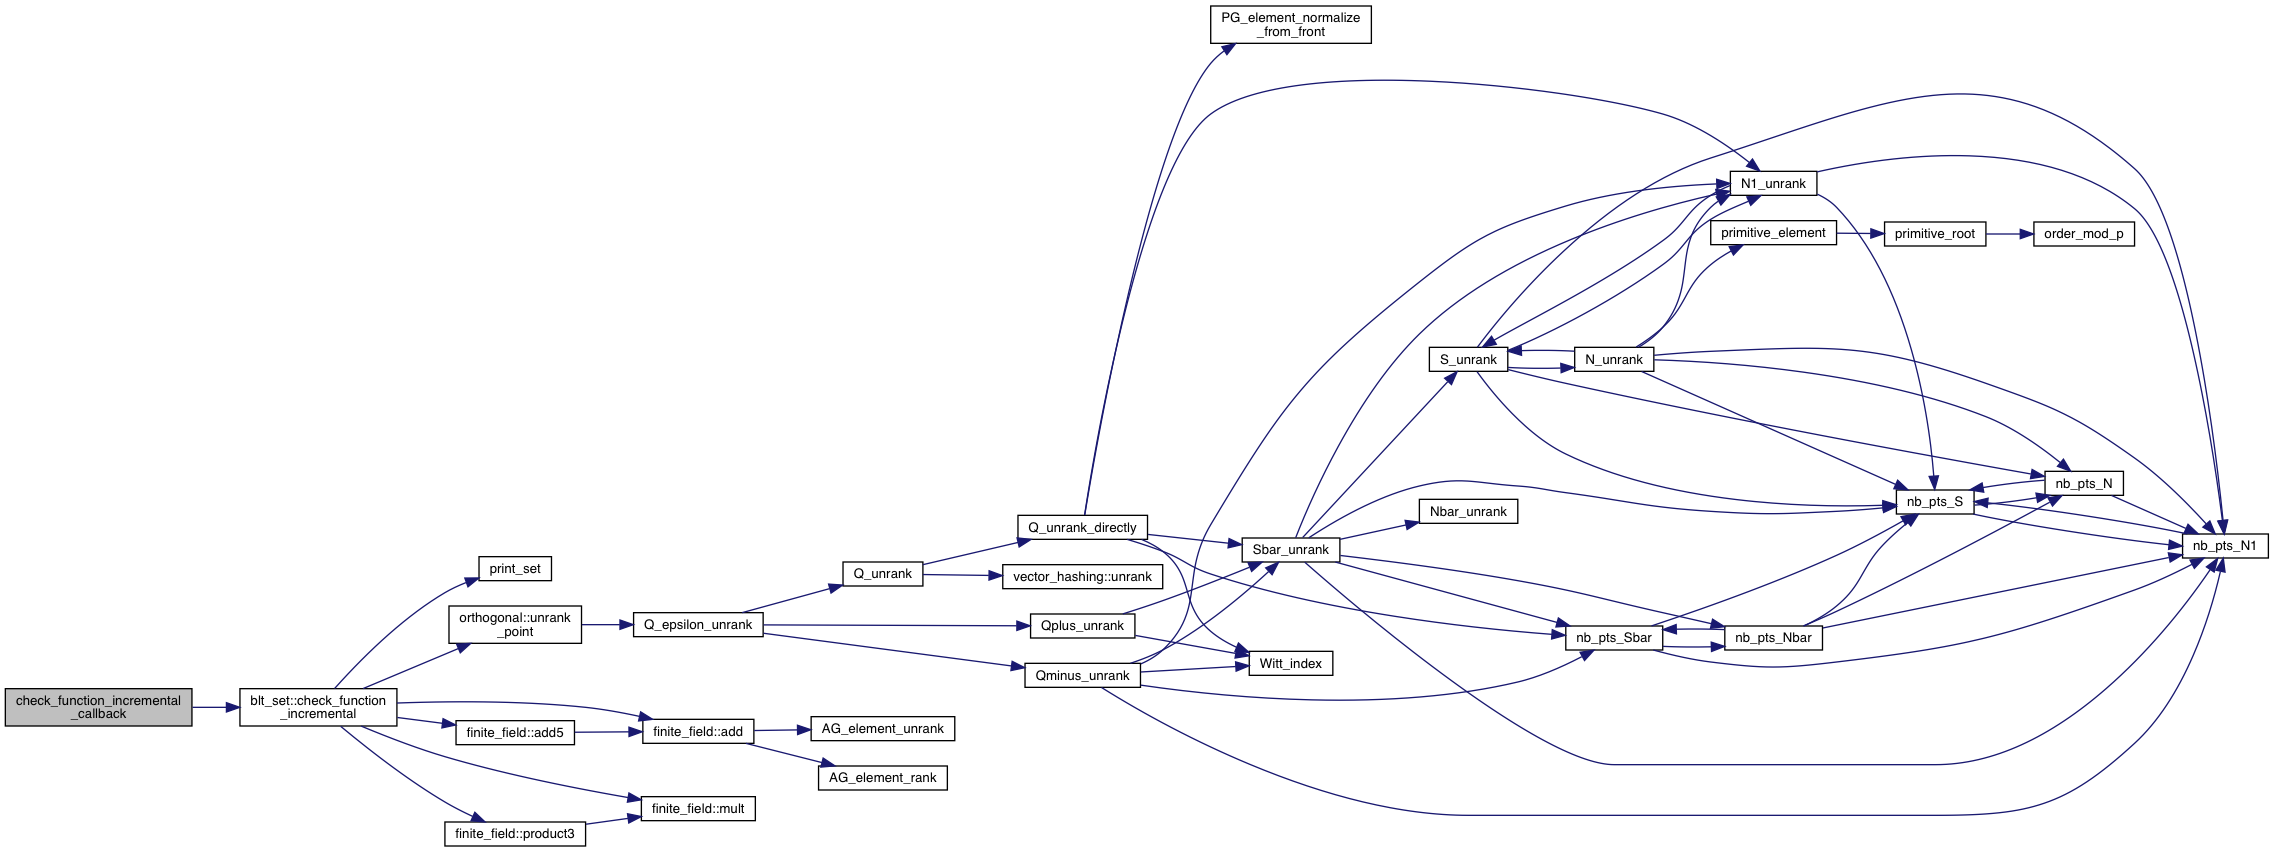 check_function_incremental
_callback
blt_set::check_function
_incremental
print_set
orthogonal::unrank
_point
finite_field::add5
finite_field::product3
Q_epsilon_unrank
finite_field::add
finite_field::mult
Q_unrank
AG_element_unrank
AG_element_rank
Q_unrank_directly
vector_hashing::unrank
Qplus_unrank
Qminus_unrank
PG_element_normalize
_from_front
Sbar_unrank
Witt_index
S_unrank
Nbar_unrank
N_unrank
nb_pts_Sbar
N1_unrank
primitive_element
nb_pts_Nbar
primitive_root
nb_pts_S
order_mod_p
nb_pts_N
nb_pts_N1